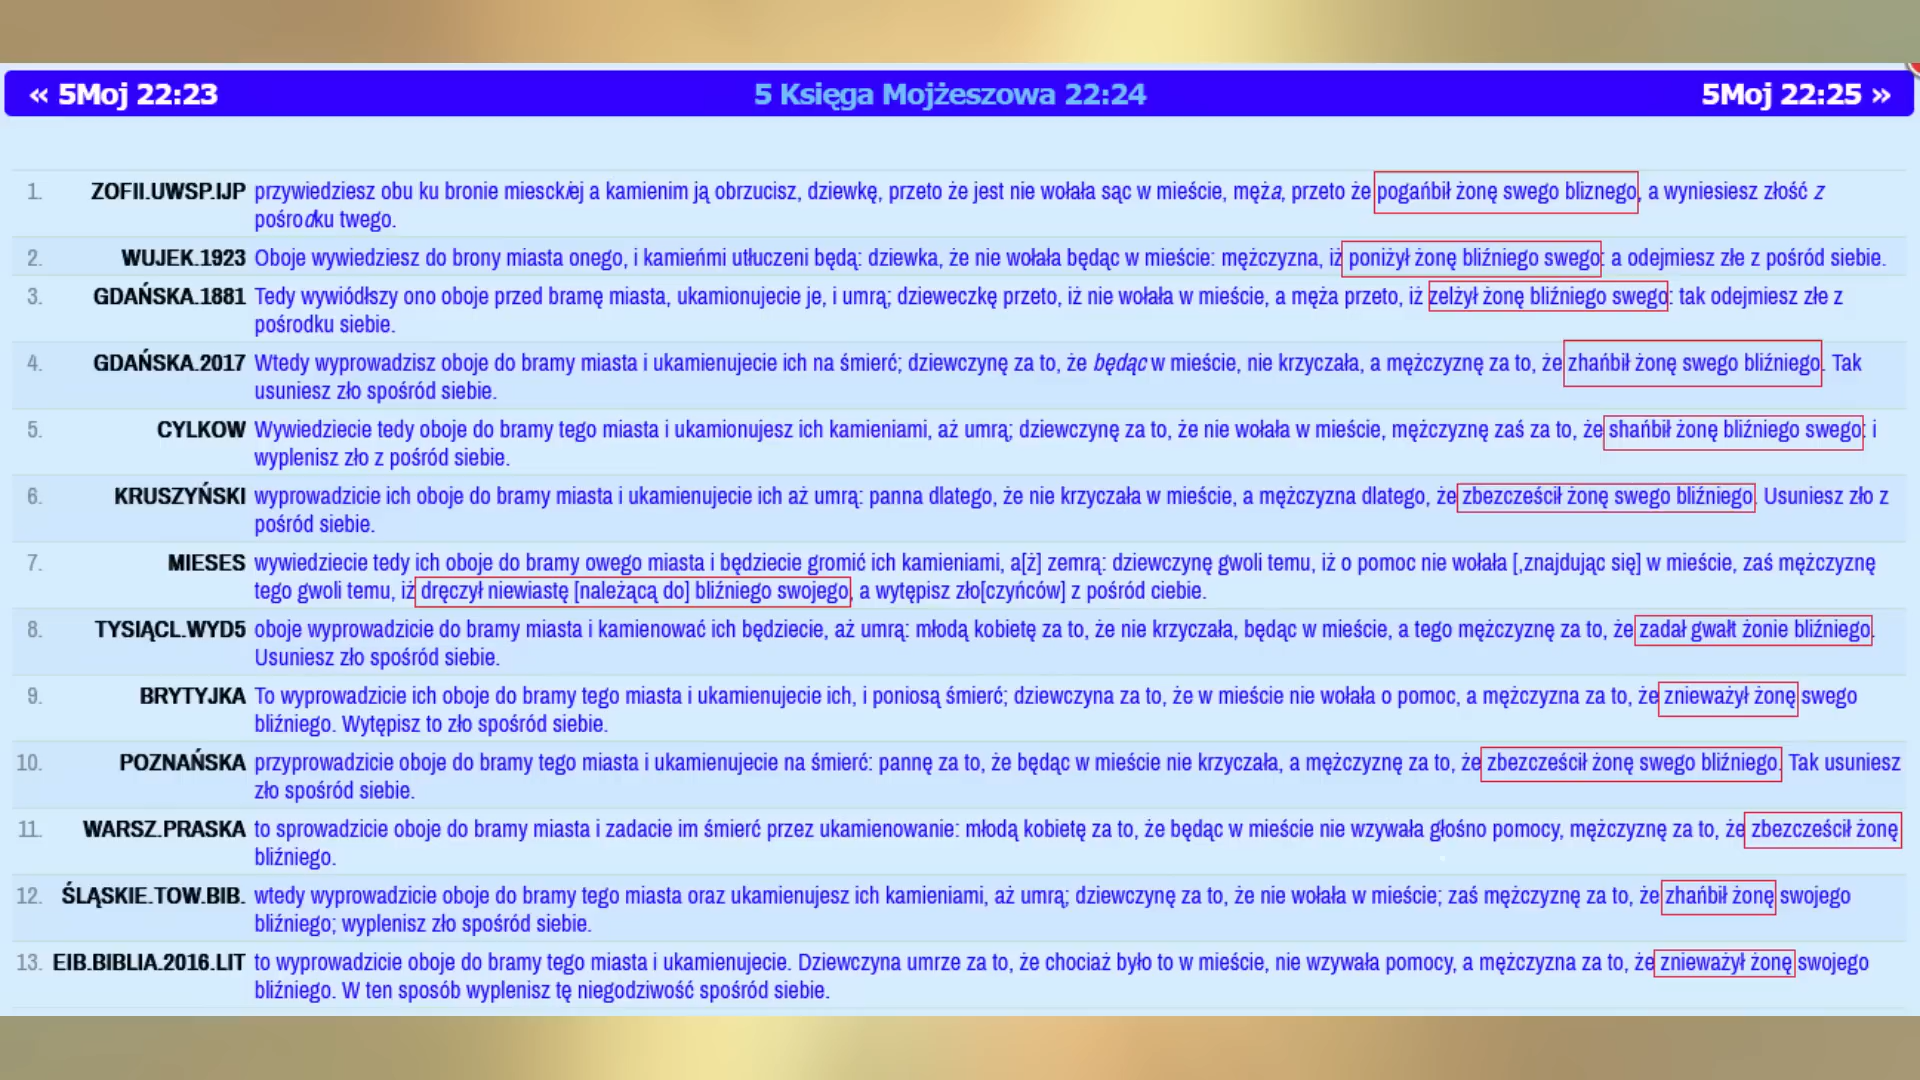 « 5Moj 22:23 5 Księga Mojżeszowa 22:24 5Moj 22:25 »
1. ZOFII.UWSP.IJP przywiedziesz obu ku bronie miesckiej a kamienim ją obrzucisz, dziewkę, przeto że jest nie wołała sąc w mieście, męża, przeto że pogańbił żonę swego bliznego, a wyniesiesz złość z
pośrodku twego.
2. WUJEK.1923 Oboje wywiedziesz do brony miasta onego, i kamieńmi utłuczeni będą: dziewka, że nie wołała będąc w mieście: mężczyzna, iż poniżył żonę bliźniego swego: a odejmiesz złe z pośród siebie.
3. GDAŃSKA.1881 Tedy wywiódłszy ono oboje przed bramę miasta, ukamionujecie je, i umrą; dzieweczkę przeto, iż nie wołała w mieście, a męża przeto, iż zelżył żonę bliźniego swego: tak odejmiesz złe z
pośrodku siebie.
4. GDAŃSKA.2017 Wtedy wyprowadzisz oboje do bramy miasta i ukamienujecie ich na śmierć; dziewczynę za to, że będąc w mieście, nie krzyczała, a mężczyznę za to, że zhańbił żonę swego bliźniego. Tak
usuniesz zło spośród siebie.
5. CYLKOW Wywiedziecie tedy oboje do bramy tego miasta i ukamionujesz ich kamieniami, aż umrą; dziewczynę za to, że nie wołała w mieście, mężczyznę zaś za to, że shańbił żonę bliźniego swego: i
wyplenisz zło z pośród siebie.
6. KRUSZYŃSKI wyprowadzicie ich oboje do bramy miasta i ukamienujecie ich aż umrą: panna dlatego, że nie krzyczała w mieście, a mężczyzna dlatego, że zbezcześcił żonę swego bliźniego. Usuniesz zło z
pośród siebie.
7. MIESES wywiedziecie tedy ich oboje do bramy owego miasta i będziecie gromić ich kamieniami, a[ż] zemrą: dziewczynę gwoli temu, iż o pomoc nie wołała [,znajdując się] w mieście, zaś mężczyznę
tego gwoli temu, iż dręczył niewiastę [należącą do] bliźniego swojego, a wytępisz zło[czyńców] z pośród ciebie.
8. TYSIĄCL.WYD5 oboje wyprowadzicie do bramy miasta i kamienować ich będziecie, aż umrą: młodą kobietę za to, że nie krzyczała, będąc w mieście, a tego mężczyznę za to, że zadał gwałt żonie bliźniego.
Usuniesz zło spośród siebie.
9. BRYTYJKA To wyprowadzicie ich oboje do bramy tego miasta i ukamienujecie ich, i poniosą śmierć; dziewczyna za to, że w mieście nie wołała o pomoc, a mężczyzna za to, że znieważył żonę swego
bliźniego. Wytępisz to zło spośród siebie.
10. POZNAŃSKA przyprowadzicie oboje do bramy tego miasta i ukamienujecie na śmierć: pannę za to, że będąc w mieście nie krzyczała, a mężczyznę za to, że zbezcześcił żonę swego bliźniego. Tak usuniesz
zło spośród siebie.
11. WARSZ.PRASKA to sprowadzicie oboje do bramy miasta i zadacie im śmierć przez ukamienowanie: młodą kobietę za to, że będąc w mieście nie wzywała głośno pomocy, mężczyznę za to, że zbezcześcił żonę
bliźniego.
12. ŚLĄSKIE.TOW.BIB. wtedy wyprowadzicie oboje do bramy tego miasta oraz ukamienujesz ich kamieniami, aż umrą; dziewczynę za to, że nie wołała w mieście; zaś mężczyznę za to, że zhańbił żonę swojego
bliźniego; wyplenisz zło spośród siebie.
13. EIB.BIBLIA.2016.LIT to wyprowadzicie oboje do bramy tego miasta i ukamienujecie. Dziewczyna umrze za to, że chociaż było to w mieście, nie wzywała pomocy, a mężczyzna za to, że znieważył żonę swojego
bliźniego. W ten sposób wyplenisz tę niegodziwość spośród siebie.